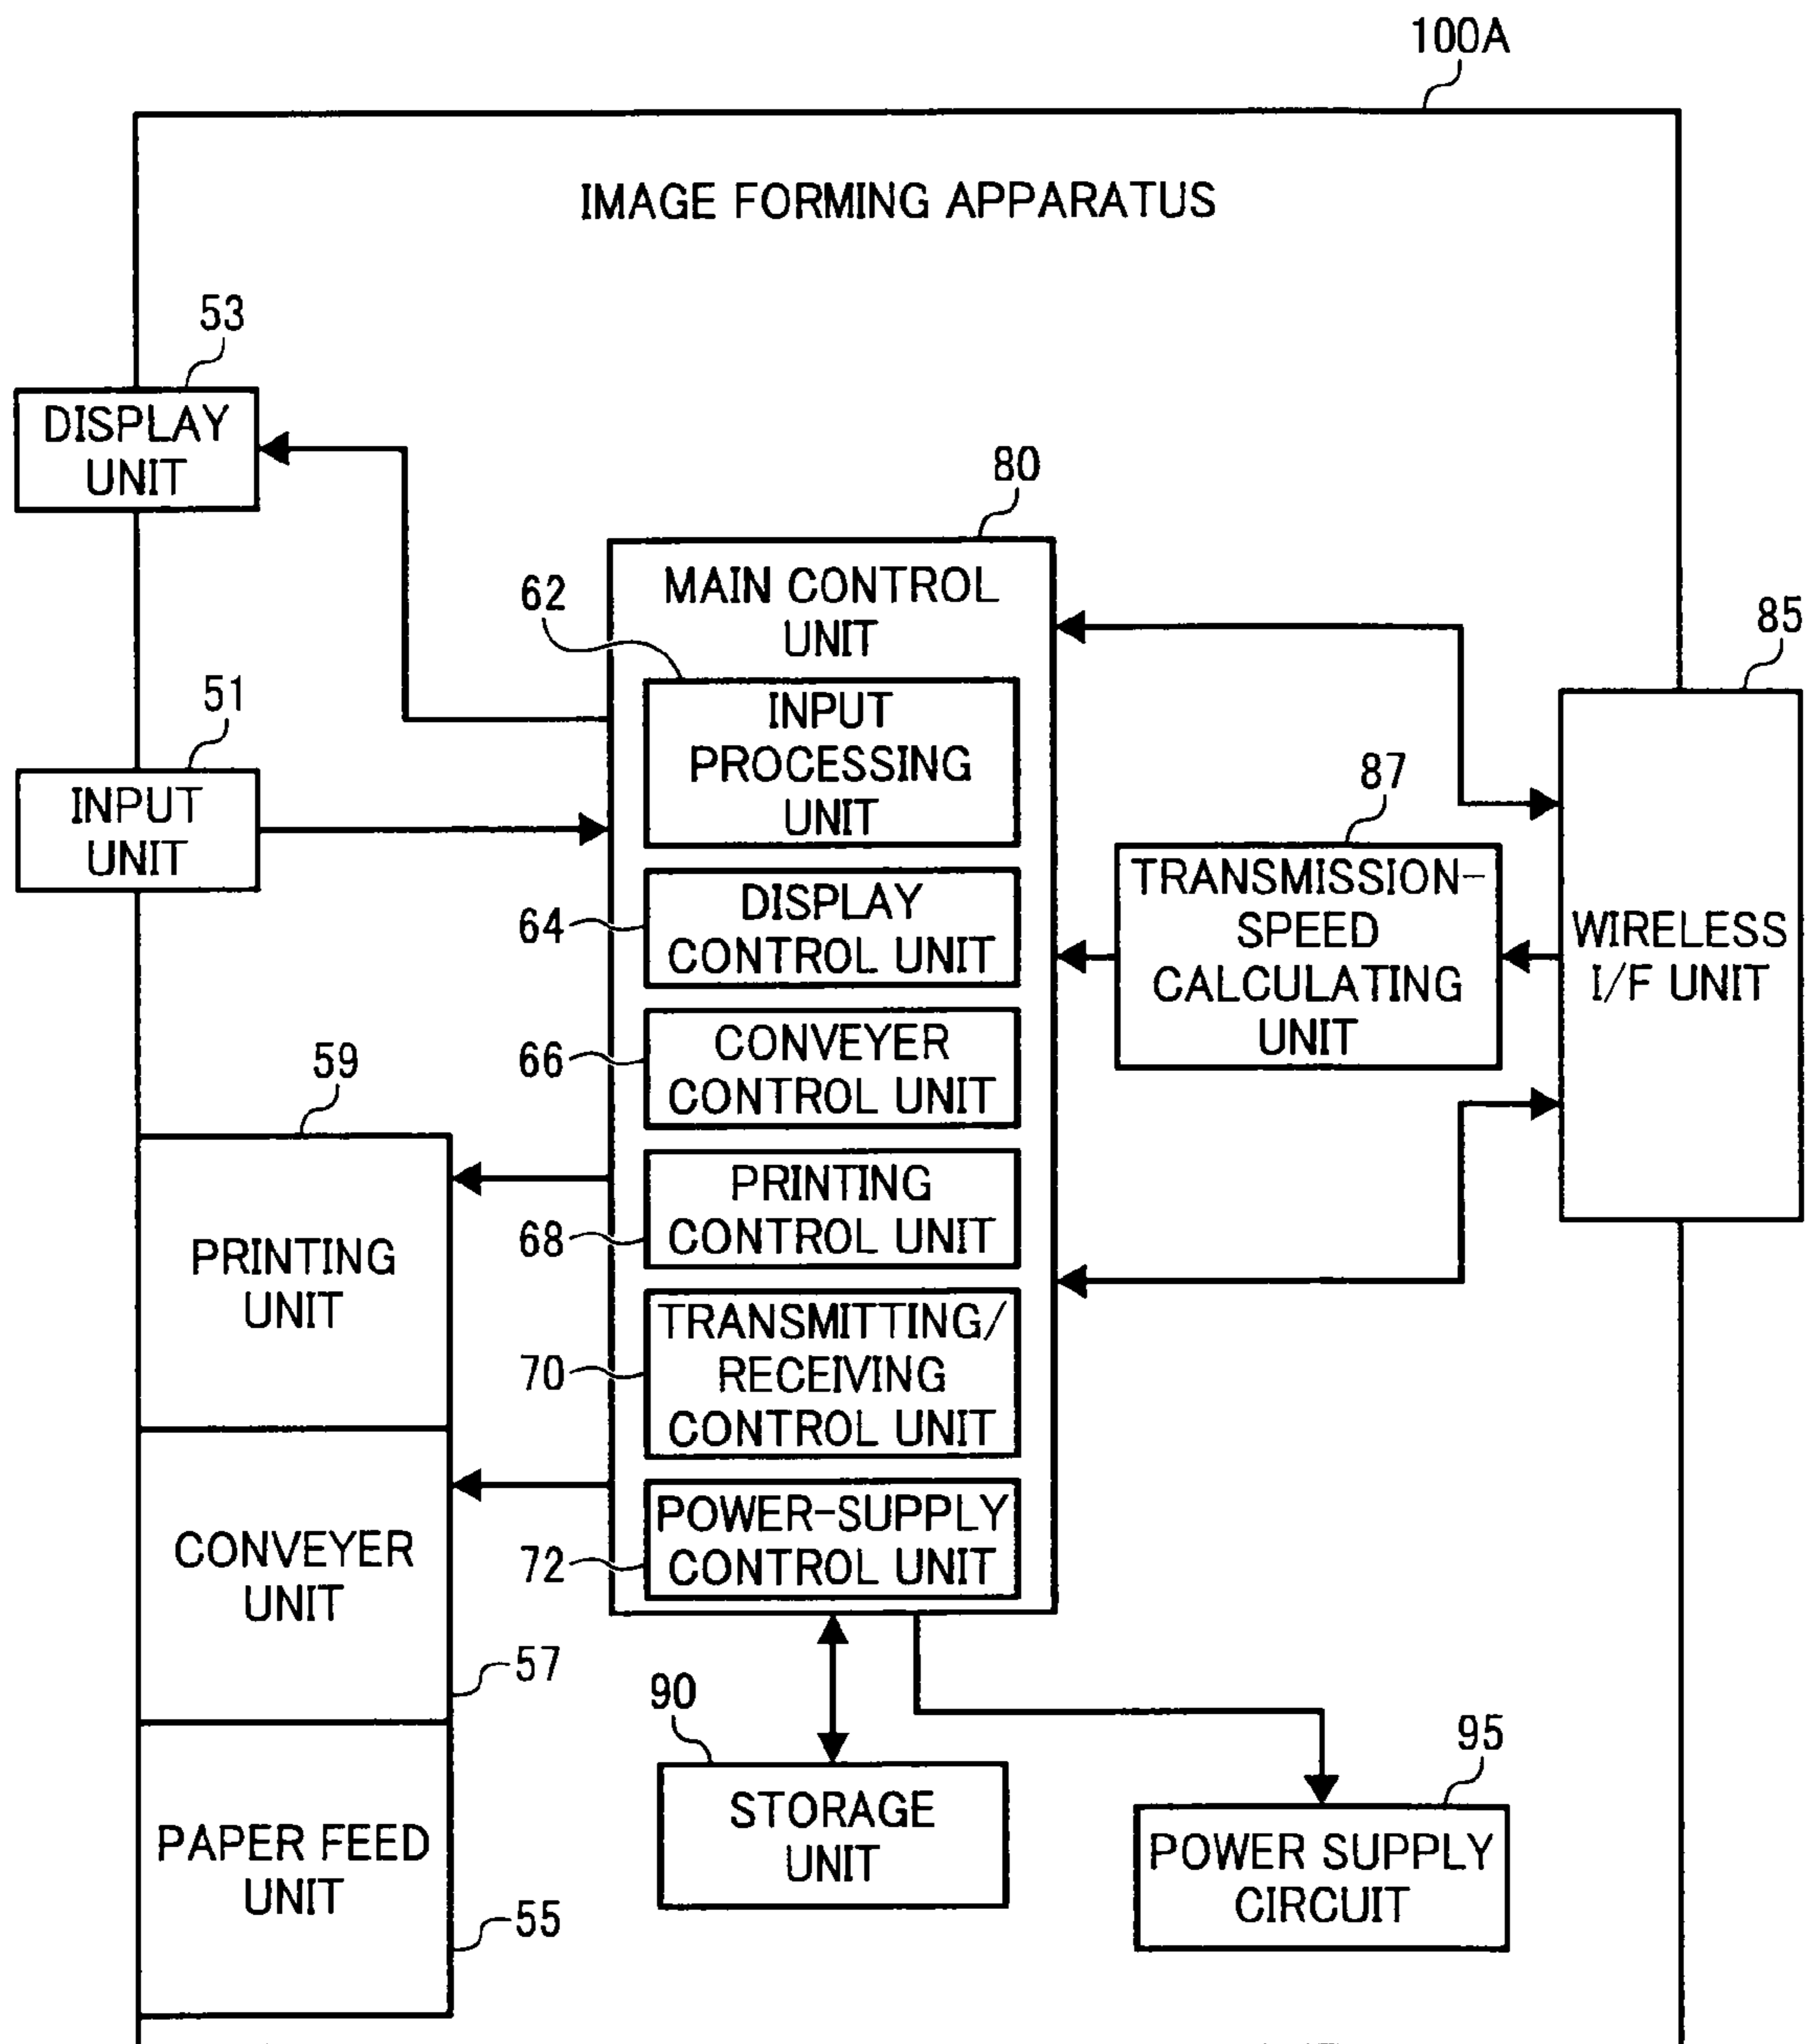 100A
IMAGE FORMING APPARATUS
53
DISPLAY
UNIT
80
MAIN CONTROL
UNIT
62
INPUT
PROCESSING
UNIT
85
51
INPUT
UNIT
87
TRANSMISSION-
SPEED
CALCULATING
UNIT
WIRELESS
I/F UNIT
64
DISPLAY
CONTROL UNIT
66
CONVEYER
CONTROL UNIT
59
PRINTING
UNIT
68
PRINTING
CONTROL UNIT
70
TRANSMITTING/
RECEIVING
CONTROL UNIT
72
POWER-SUPPLY
CONTROL UNIT
CONVEYER
UNIT
57
90
STORAGE
UNIT
95
POWER SUPPLY
CIRCUIT
PAPER FEED
UNIT
55